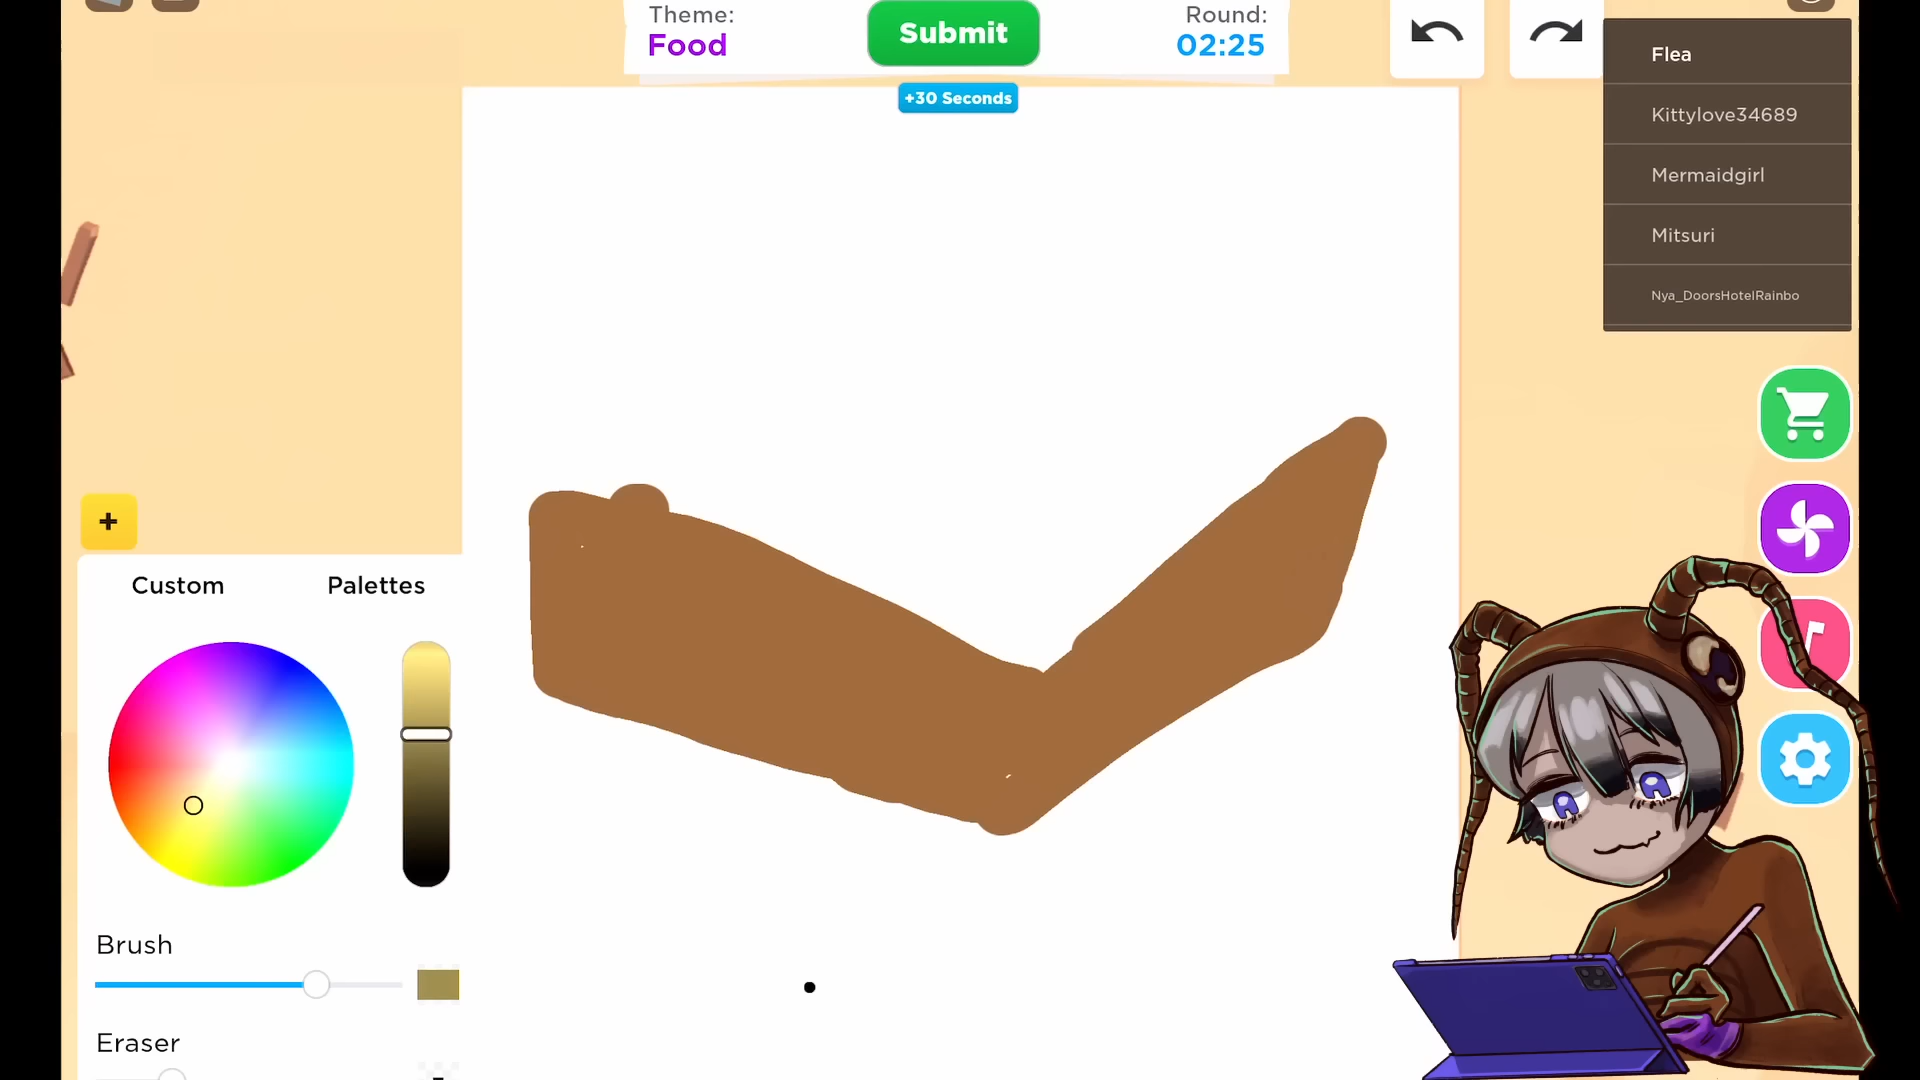 Theme:
Food
Submit
Round:
02:25
+30 Seconds
Flea
Kittylove34689
Mermaidgirl
Mitsuri
Nya_DoorsHotelRainbo
+
Custom
Palettes
Brush
Eraser